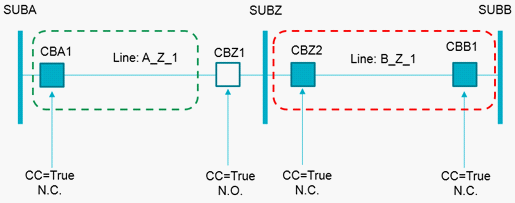 SUBA
SUBZ
SUBB
CBA1
Line: A_Z_1
CBZ1
CBZ2
Line: B_Z_1
CBB1
CC=True
N.C.
CC=True
N.O.
CC=True
N.C.
CC=True
N.C.